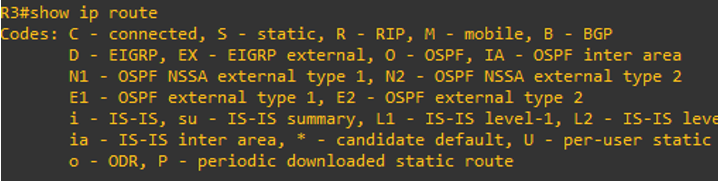 R3#show ip route
Codes: C - connected, S - static, R - RIP, M - mobile, B - BGP
D - EIGRP, EX - EIGRP external, O - OSPF, IA - OSPF inter area
N1 - OSPF NSSA external type 1, N2 - OSPF NSSA external type 2
E1 - OSPF external type 1, E2 - OSPF external type 2
i - IS-IS, su - IS-IS summary, L1 - IS-IS level-1, L2 - IS-IS leve
ia - IS-IS inter area, * - candidate default, U - per-user static
o - ODR, P - periodic downloaded static route